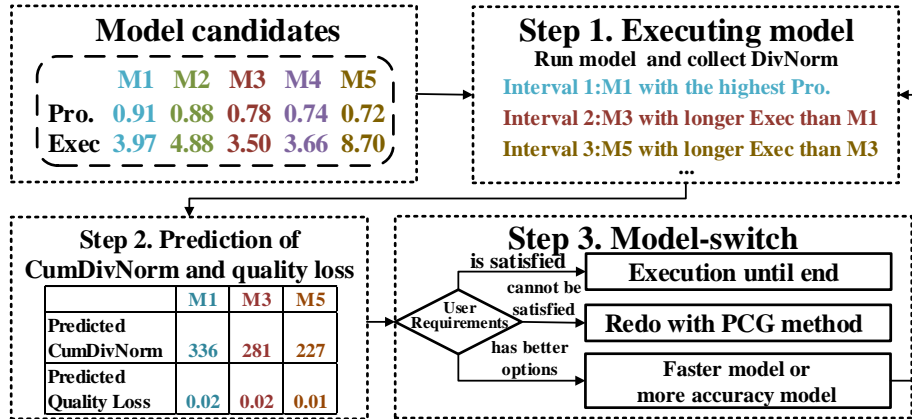 Model candidates
M1 M2 M3 M4 M5
Pro. 0.91 0.88 0.78 0.74 0.72
Exec 3.97 4.88 3.50 3.66 8.70
Step 1. Executing model
Run model and collect DivNorm
Interval 1:M1 with the highest Pro.
Interval 2:M3 with longer Exec than M1
Interval 3:M5 with longer Exec than M3
...
Step 2. Prediction of
CumDivNorm and quality loss
M1 M3 M5
Predicted
CumDivNorm 336 281 227
Predicted
Quality Loss 0.02 0.02 0.01
Step 3. Model-switch
User
Requirements
is satisfied
Execution until end
cannot be
satisfied
Redo with PCG method
has better
options
Faster model or
more accuracy model